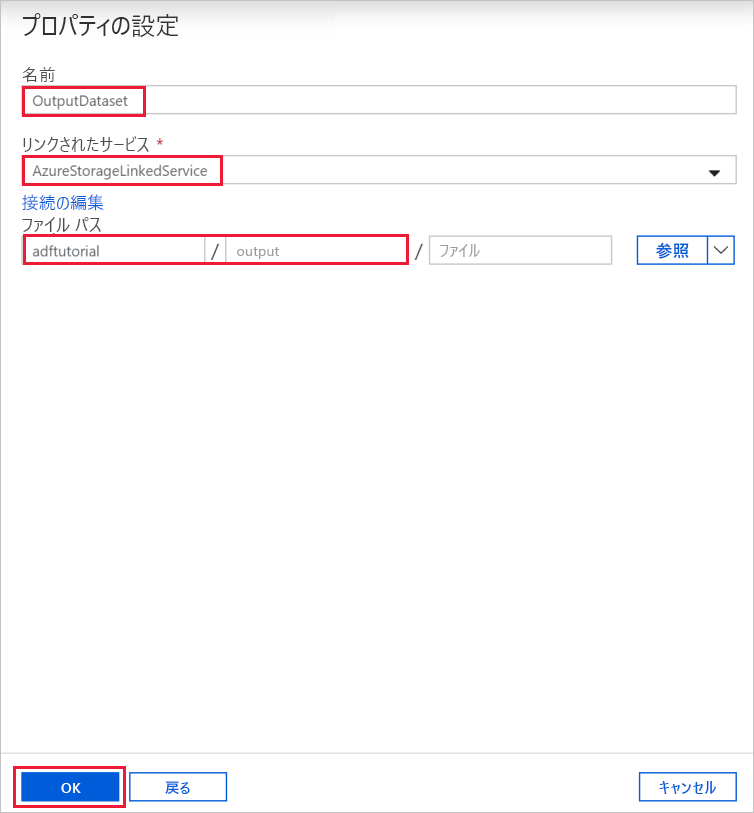 プロパティの設定
名前
OutputDataset
リンクされたサービス *
AzureStorageLinkedService
接続の編集
ファイル パス
adftutorial / output / ファイル 参照
OK 戻る キャンセル